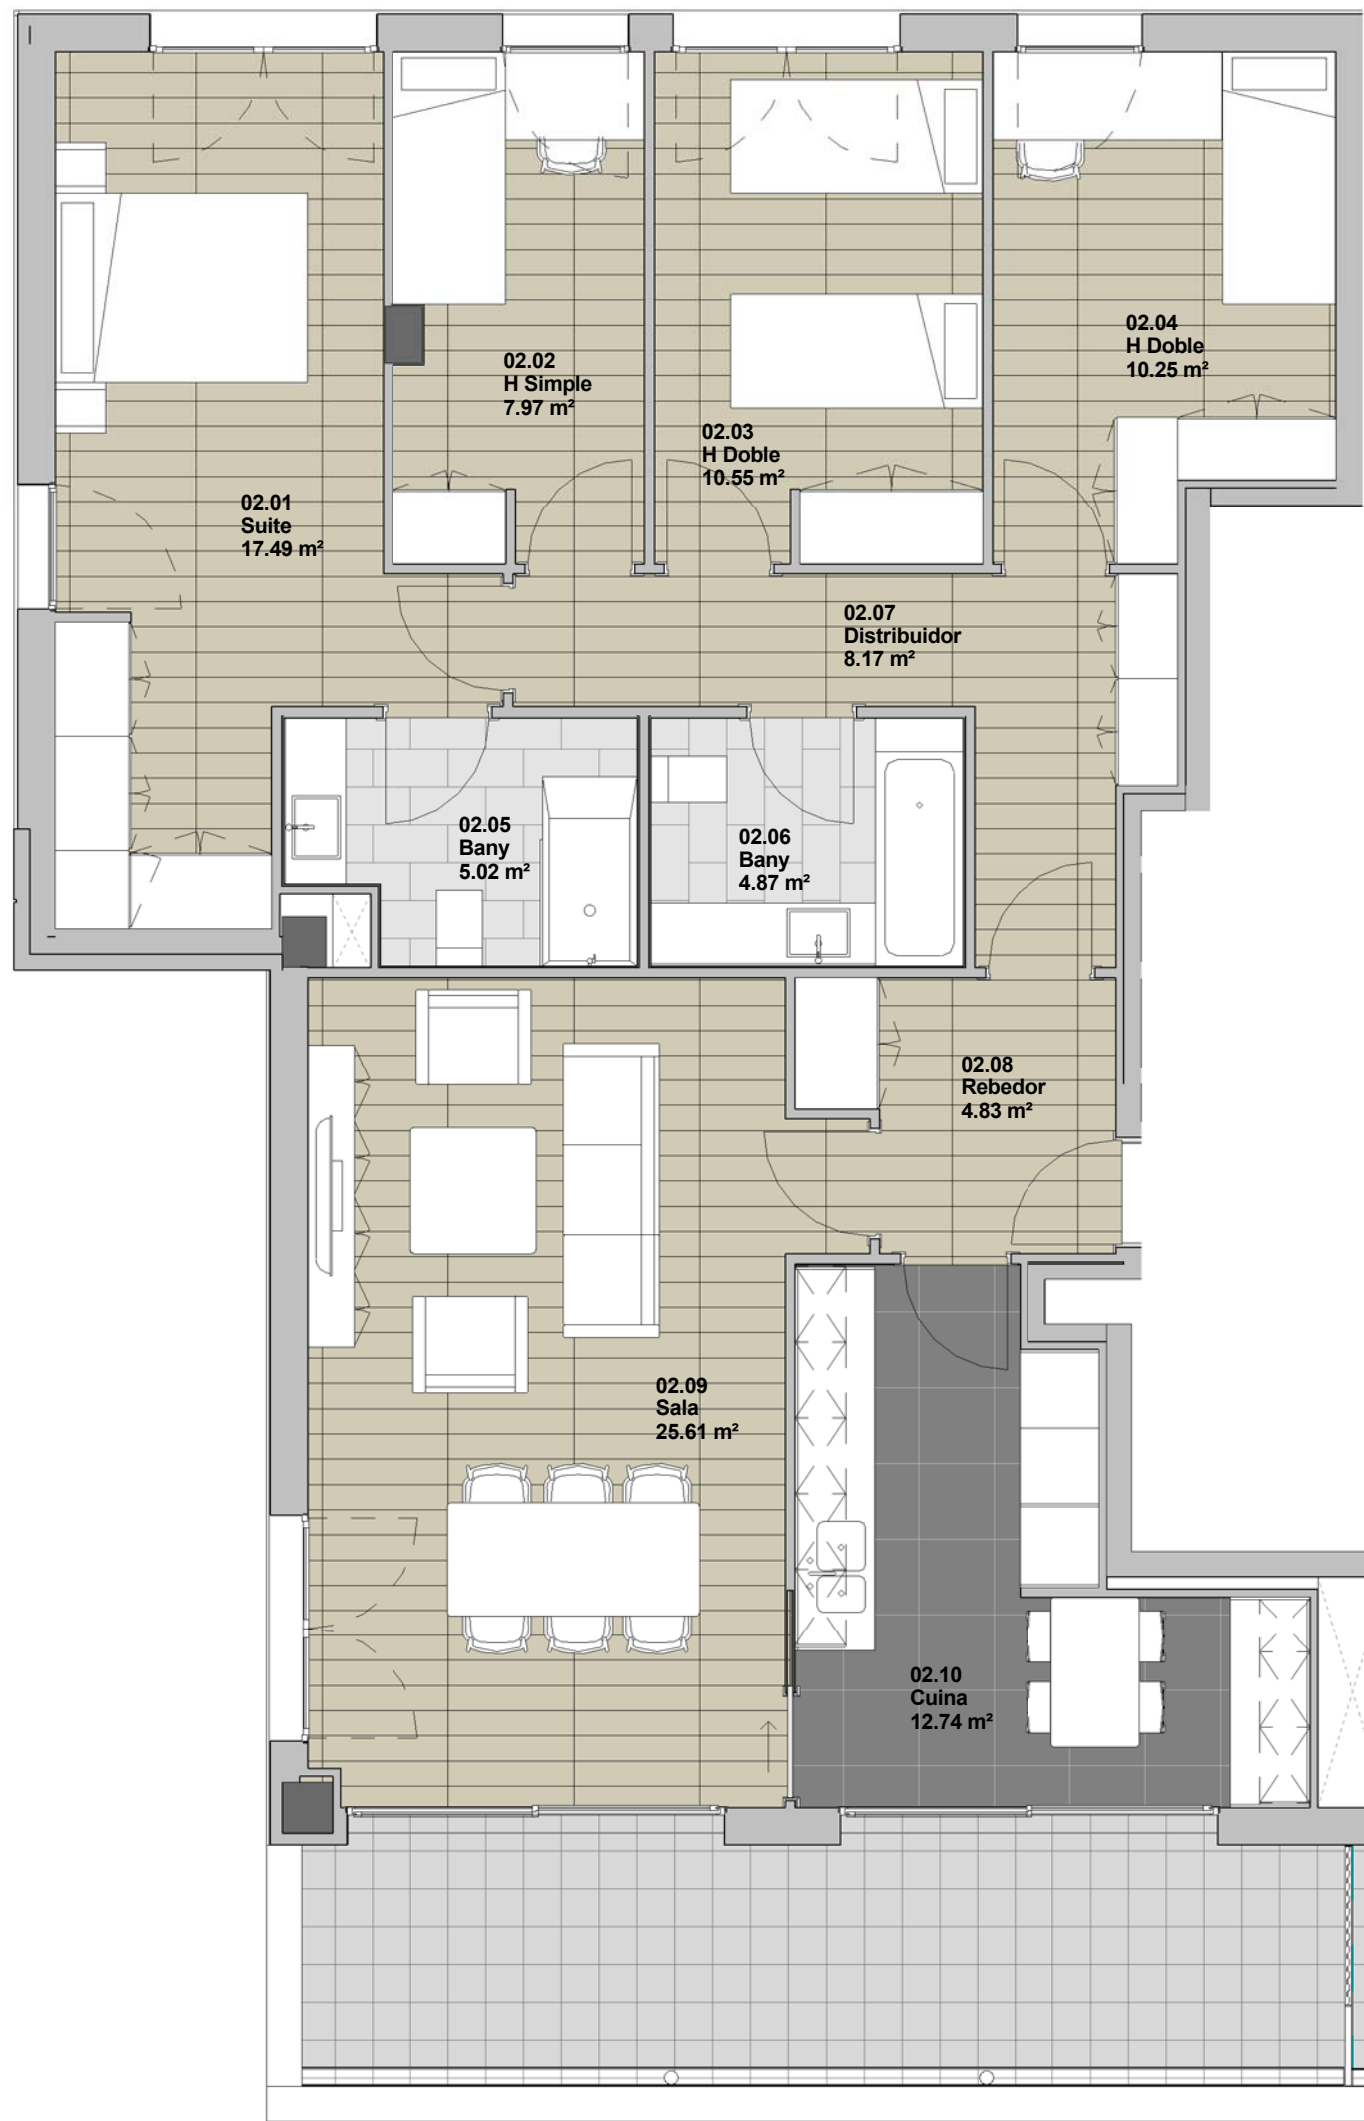 02.01
Suite
17.49 m²
02.02
H Simple
7.97 m²
02.03
H Doble
10.55 m²
02.04
H Doble
10.25 m²
02.07
Distribuidor
8.17 m²
02.05
Bany
5.02 m²
02.06
Bany
4.87 m²
02.08
Rebedor
4.83 m²
02.09
Sala
25.61 m²
02.10
Cuina
12.74 m²